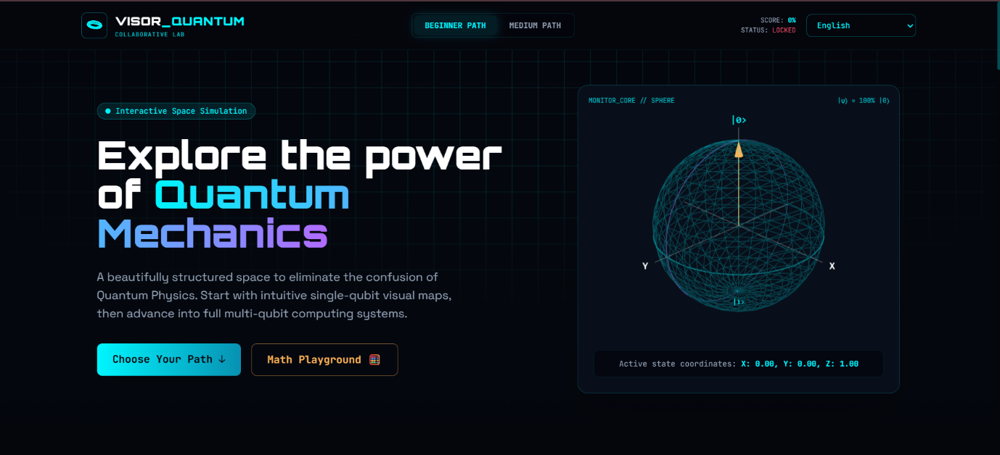 VISOR_QUANTUM
COLLABORATIVE LAB
BEGINNER PATH
MEDIUM PATH
SCORE: 0%
STATUS: LOCKED
English
Interactive Space Simulation
Explore the power
of Quantum
Mechanics
A beautifully structured space to eliminate the confusion of
Quantum Physics. Start with intuitive single-qubit visual maps,
then advance into full multi-qubit computing systems.
Choose Your Path ↓
Math Playground
MONITOR_CORE // SPHERE
|ψ⟩ ≅ 100% |0⟩
|0>
Y
X
|1>
Active state coordinates: X: 0.00, Y: 0.00, Z: 1.00